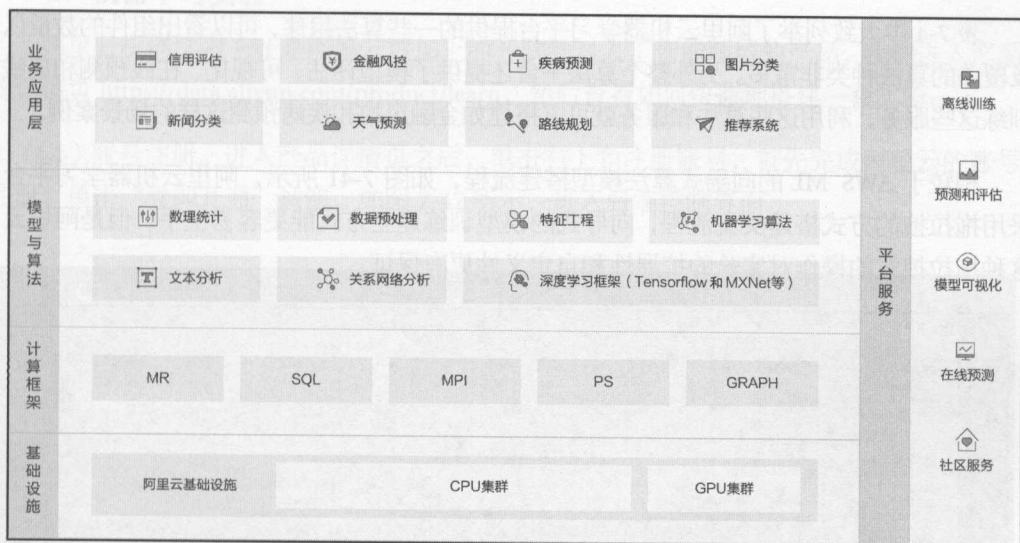 业务应用层
信用评估
金融风控
疾病预测
图片分类
新闻分类
天气预测
路线规划
推荐系统
模型与算法
数理统计
数据预处理
特征工程
机器学习算法
文本分析
关系网络分析
深度学习框架（Tensorflow和MXNet等）
计算框架
MR
SQL
MPI
PS
GRAPH
基础设施
阿里云基础设施
CPU集群
GPU集群
平台服务
离线训练
预测和评估
模型可视化
在线预测
社区服务